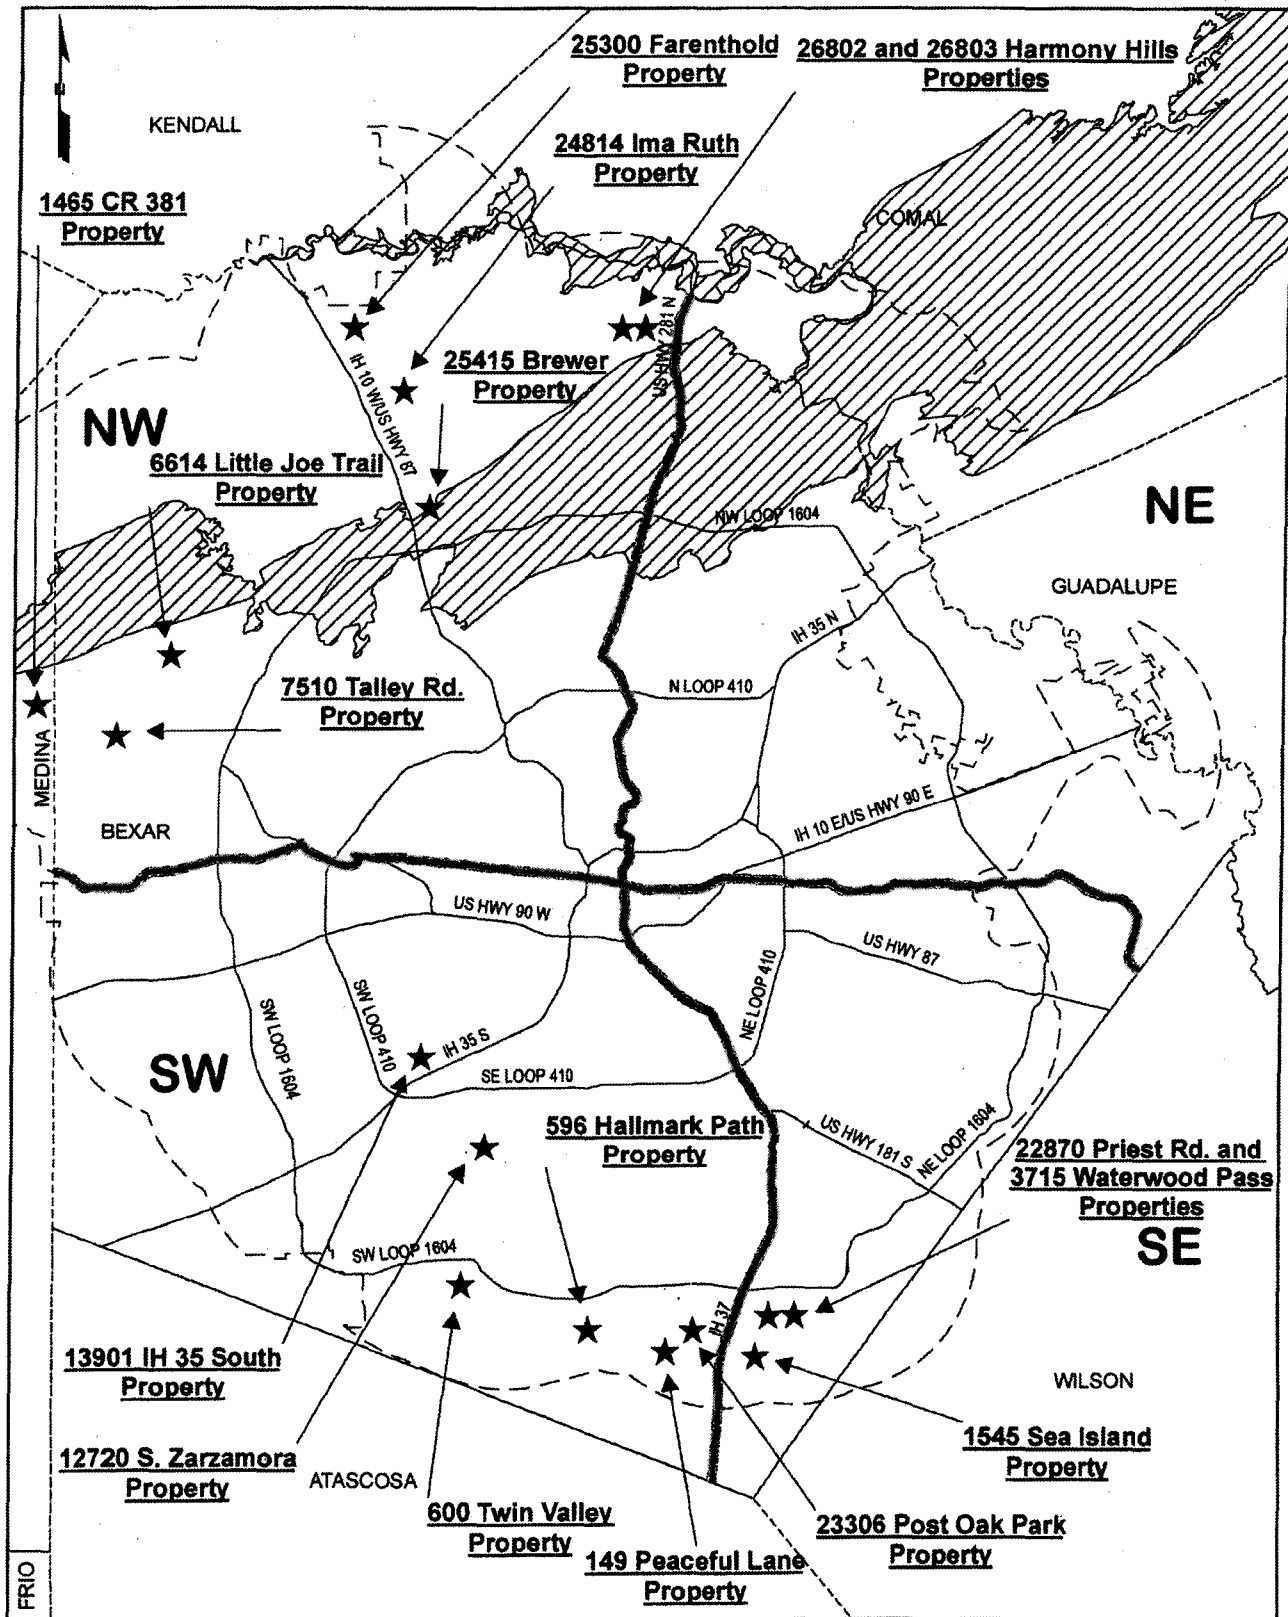 25300 Farenthold
Property
26802 and 26803 Harmony Hills
Properties
KENDALL
24814 Ima Ruth
Property
1465 CR 381
Property
COMAL
US HWY 281 N
25415 Brewer
Property
IH 10 W/US HWY 87
NW
6614 Little Joe Trail
Property
NW LOOP 1604
NE
GUADALUPE
IH 35 N
7510 Talley Rd.
Property
N LOOP 410
MEDINA
BEXAR
IH 10 E/US HWY 90 E
US HWY 90 W
US HWY 87
SW LOOP 1604
SW LOOP 410
NE LOOP 410
IH 35 S
SW
SE LOOP 410
596 Hallmark Path
Property
US HWY 181 S
NE LOOP 1604
22870 Priest Rd. and
3715 Waterwood Pass
Properties
SE
SW LOOP 1604
IH 37
13901 IH 35 South
Property
WILSON
12720 S. Zarzamora
Property
ATASCOSA
1545 Sea Island
Property
600 Twin Valley
Property
23306 Post Oak Park
Property
149 Peaceful Lane
Property
FRIO